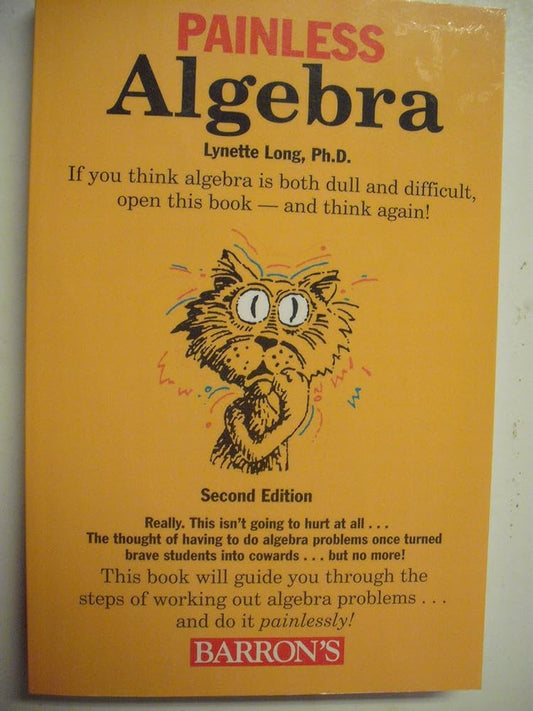 PAINLESS
Algebra
Lynette Long, Ph.D.
If you think algebra is both dull and difficult,
open this book — and think again!
Second Edition
Really. This isn't going to hurt at all . . .
The thought of having to do algebra problems once turned
brave students into cowards . . . but no more!
This book will guide you through the
steps of working out algebra problems . . .
and do it painlessly!
BARRON'S